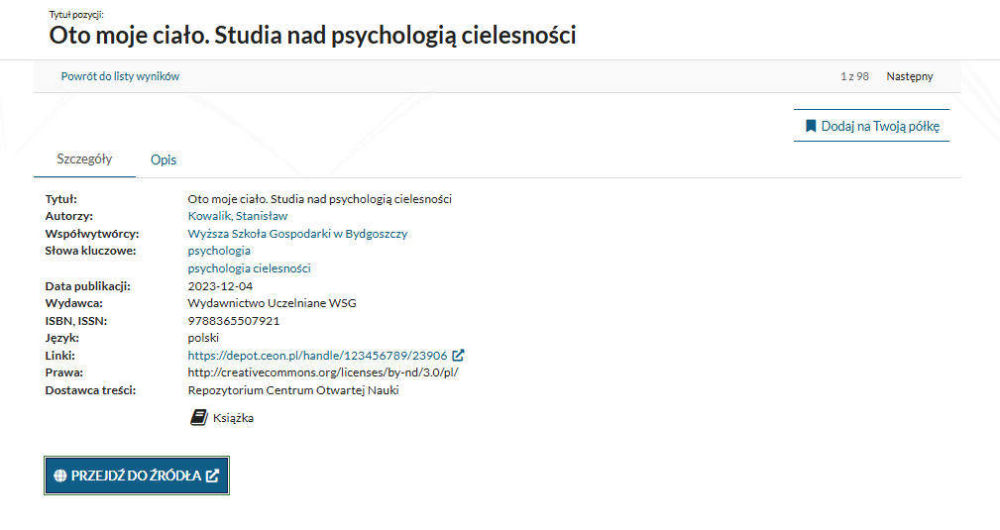 Tytuł pozycji:
Oto moje ciało. Studia nad psychologią cielesności
Powrót do listy wyników 1 z 98 Następny
Dodaj na Twoją półkę
Szczegóły Opis
Tytuł: Oto moje ciało. Studia nad psychologią cielesności
Autorzy: Kowalik, Stanisław
Współwytwórcy: Wyższa Szkoła Gospodarki w Bydgoszczy
Słowa kluczowe: psychologia
psychologia cielesności
Data publikacji: 2023-12-04
Wydawca: Wydawnictwo Uczelniane WSG
ISBN, ISSN: 9788365507921
Język: polski
Linki: https://depot.ceon.pl/handle/123456789/23906
Prawa: http://creativecommons.org/licenses/by-nd/3.0/pl/
Dostawca treści: Repozytorium Centrum Otwartej Nauki
Książka
PRZEJDŹ DO ŹRÓDŁA